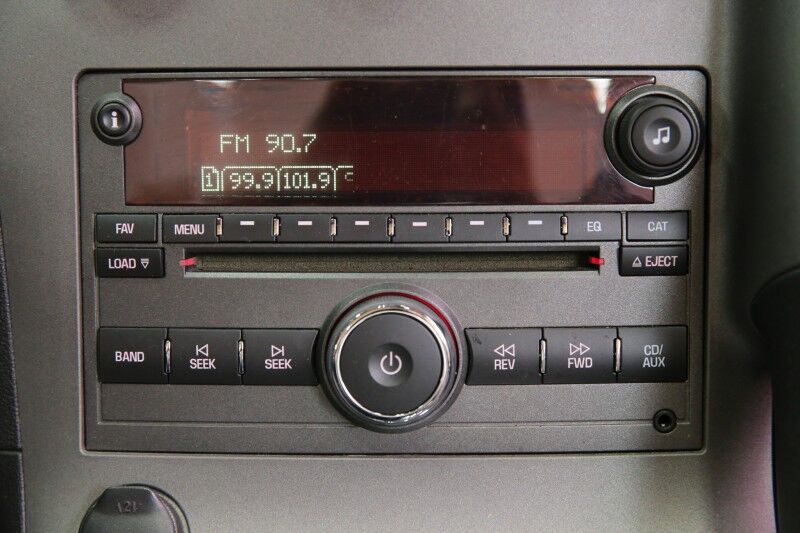 i
FM 90.7
1 99.9 101.9
FAV MENU EQ CAT
LOAD EJECT
BAND SEEK SEEK REV FWD CD/AUX
12V